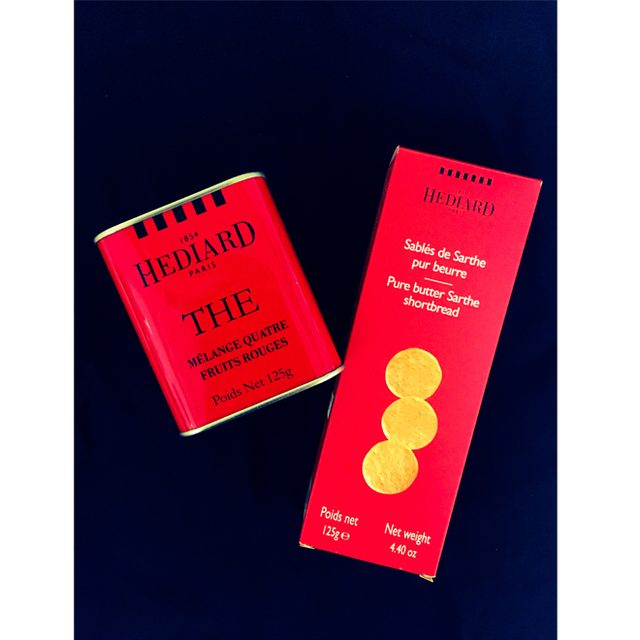 1854
HEDIARD
PARIS
THE
MÉLANGE QUATRE
FRUITS ROUGES
Poids Net 125g
HEDIARD
PARIS
Sablés de Sarthe
pur beurre
Pure butter Sarthe
shortbread
Poids net
125g ℮
Net weight
4.40 oz